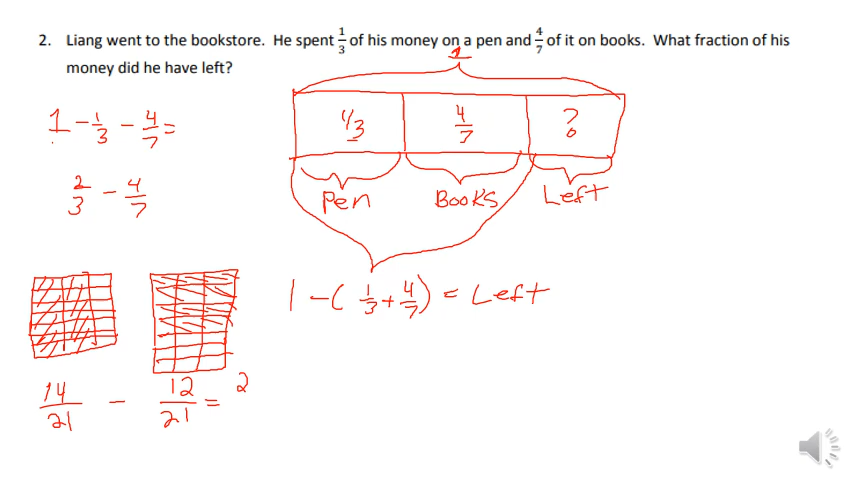 2. Liang went to the bookstore. He spent 1/3 of his money on a pen and 4/7 of it on books. What fraction of his
money did he have left?
1
1 - 1/3 - 4/7 =
1/3 4/7 ?
2/3 - 4/7
Pen Books Left
1 - (1/3 + 4/7) = Left
14/21 - 12/21 = 2